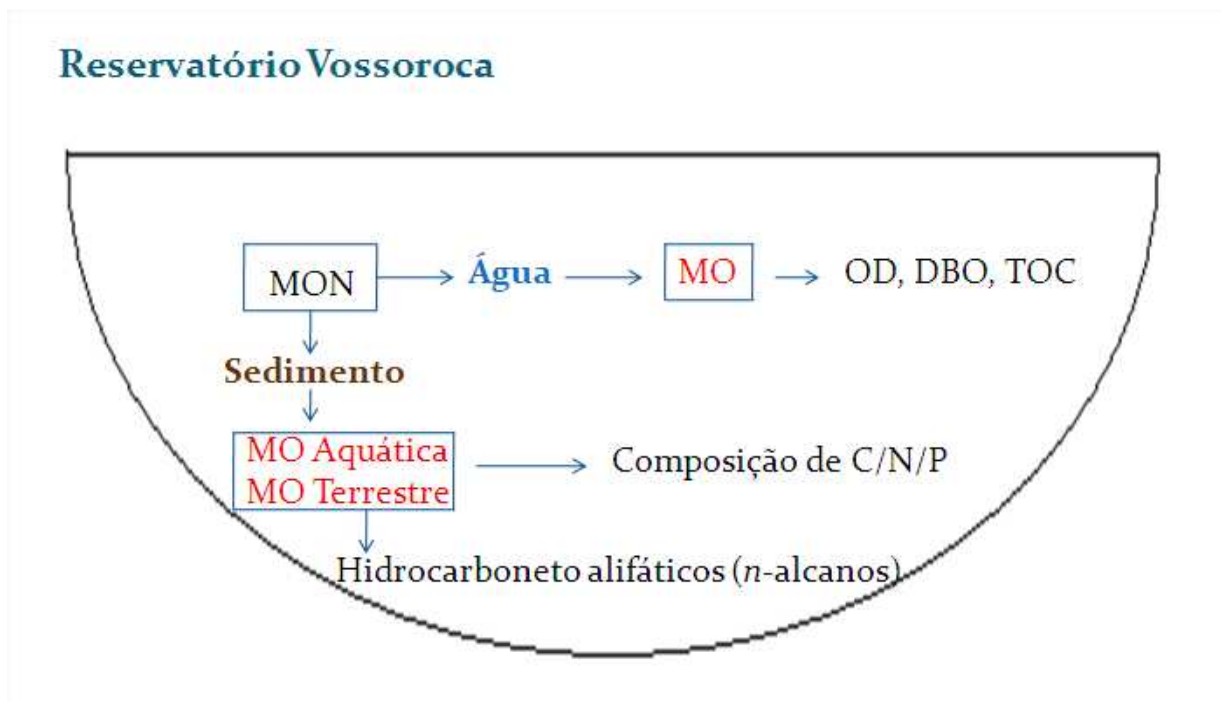 Reservatório Vossoroca
MON
Água
MO
OD, DBO, TOC
Sedimento
MO Aquática
MO Terrestre
Composição de C/N/P
Hidrocarboneto alifáticos (n-alcanos)